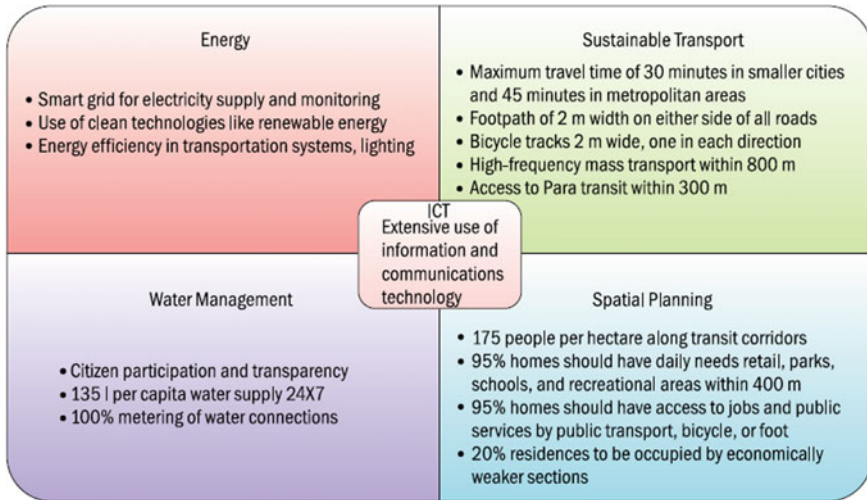 Energy
• Smart grid for electricity supply and monitoring
• Use of clean technologies like renewable energy
• Energy efficiency in transportation systems, lighting
Sustainable Transport
• Maximum travel time of 30 minutes in smaller cities
and 45 minutes in metropolitan areas
• Footpath of 2 m width on either side of all roads
• Bicycle tracks 2 m wide, one in each direction
• High-frequency mass transport within 800 m
• Access to Para transit within 300 m
ICT
Extensive use of
information and
communications
technology
Water Management
• Citizen participation and transparency
• 135 l per capita water supply 24X7
• 100% metering of water connections
Spatial Planning
• 175 people per hectare along transit corridors
• 95% homes should have daily needs retail, parks,
schools, and recreational areas within 400 m
• 95% homes should have access to jobs and public
services by public transport, bicycle, or foot
• 20% residences to be occupied by economically
weaker sections